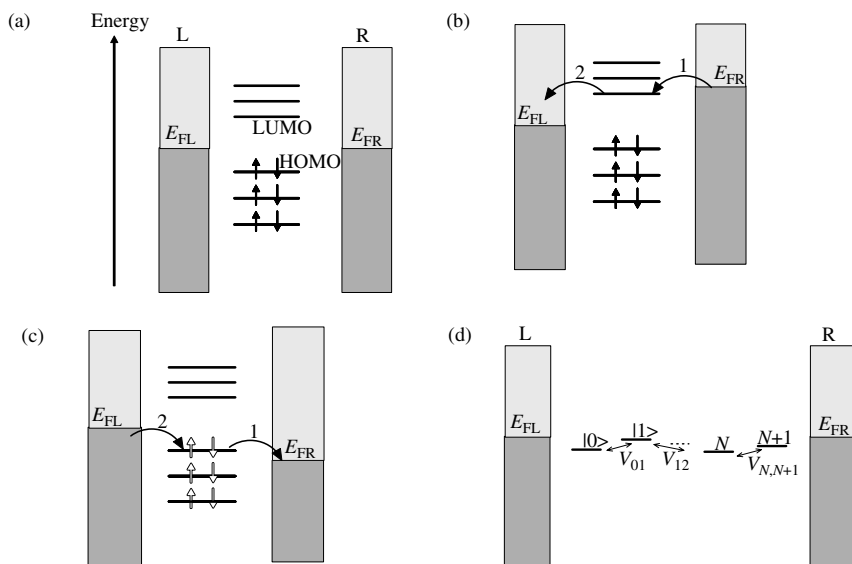 (a)
Energy
L
R
E_FL
LUMO
E_FR
HOMO
(b)
2
1
E_FR
E_FL
(c)
E_FL
2
1
E_FR
(d)
L
R
E_FL
|0>
|1>
.....
N
N+1
E_FR
V_01
V_12
V_N,N+1